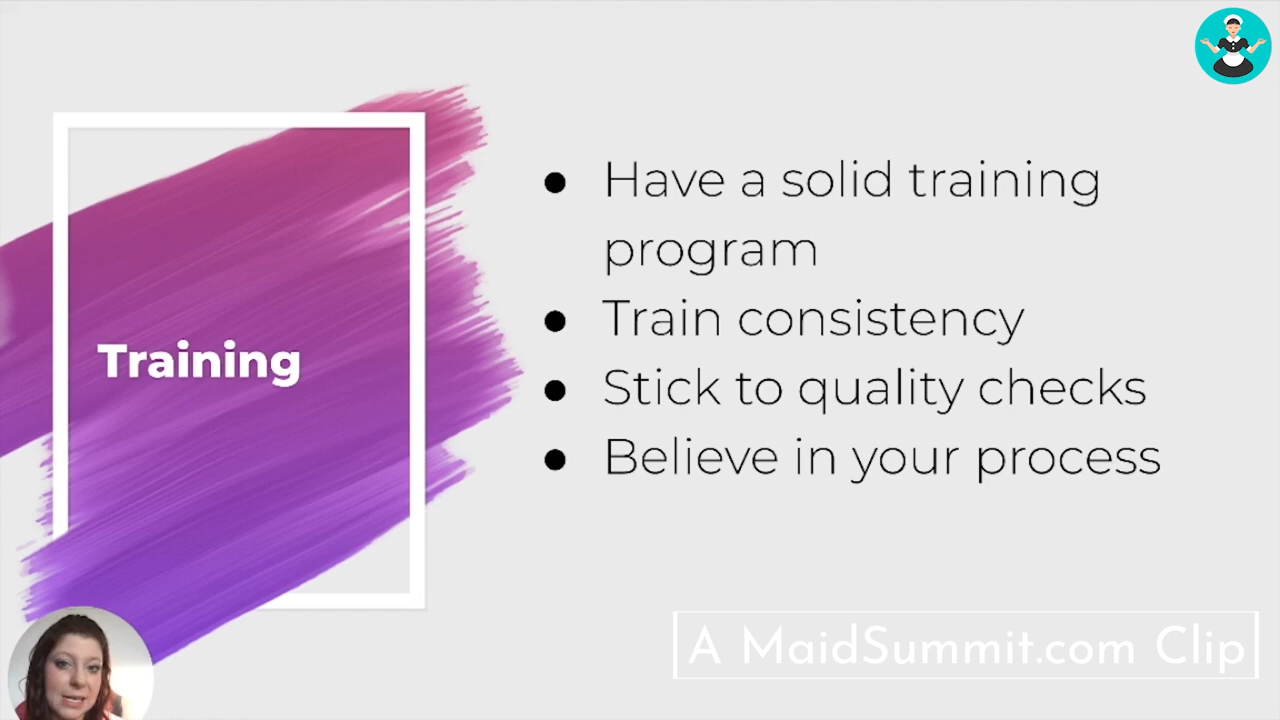 Training
● Have a solid training
program
● Train consistency
● Stick to quality checks
● Believe in your process
A MaidSummit.com Clip